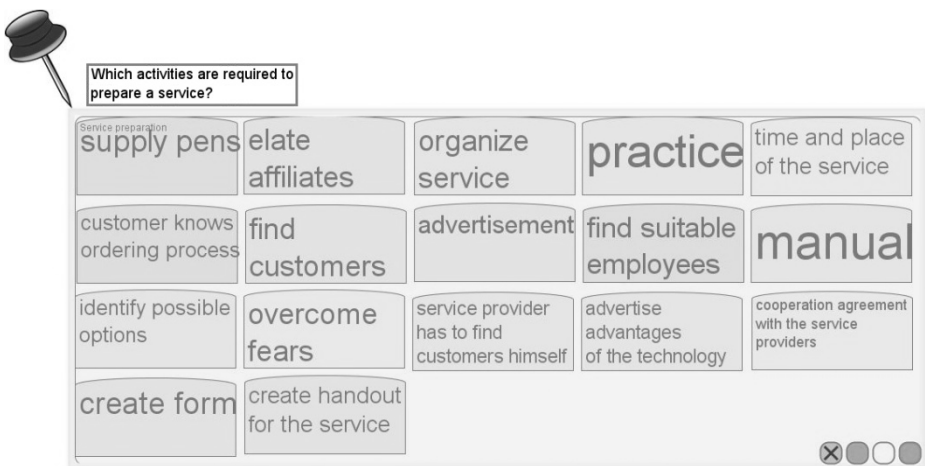 Which activities are required to
prepare a service?
Service preparation
supply pens
elate
affiliates
organize
service
practice
time and place
of the service
customer knows
ordering process
find
customers
advertisement
find suitable
employees
manual
identify possible
options
overcome
fears
service provider
has to find
customers himself
advertise
advantages
of the technology
cooperation agreement
with the service
providers
create form
create handout
for the service